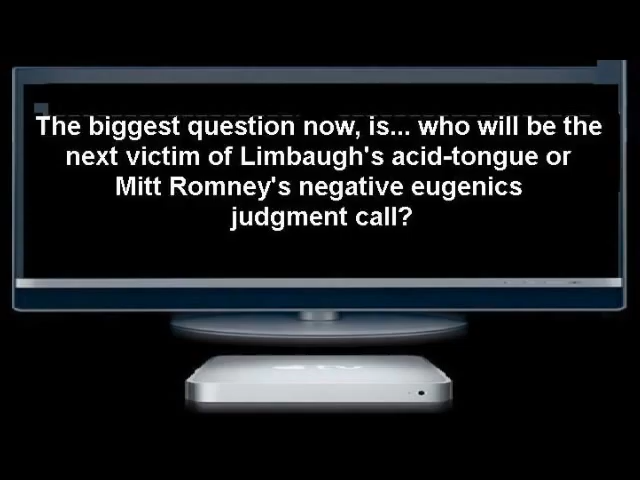 The biggest question now, is... who will be the
next victim of Limbaugh's acid-tongue or
Mitt Romney's negative eugenics
judgment call?
tv